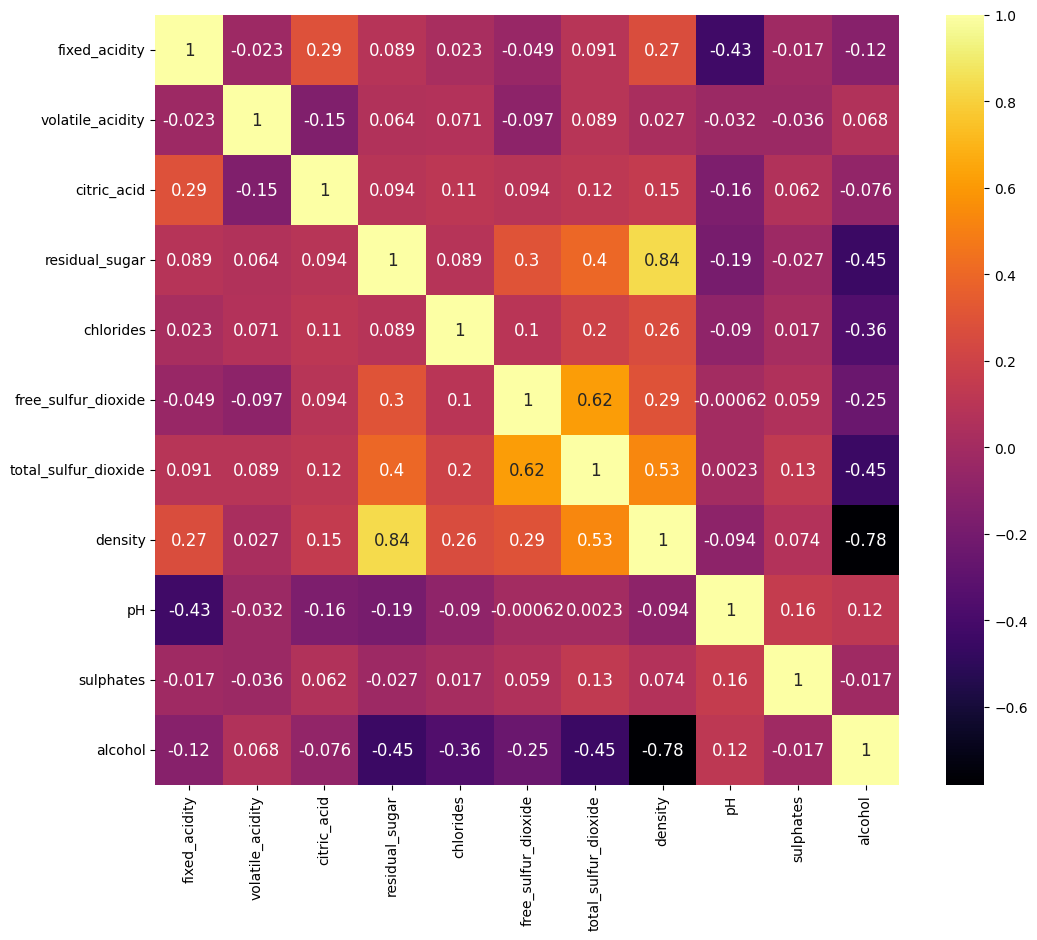 fixed_acidity 1 -0.023 0.29 0.089 0.023 -0.049 0.091 0.27 -0.43 -0.017 -0.12
volatile_acidity -0.023 1 -0.15 0.064 0.071 -0.097 0.089 0.027 -0.032 -0.036 0.068
citric_acid 0.29 -0.15 1 0.094 0.11 0.094 0.12 0.15 -0.16 0.062 -0.076
residual_sugar 0.089 0.064 0.094 1 0.089 0.3 0.4 0.84 -0.19 -0.027 -0.45
chlorides 0.023 0.071 0.11 0.089 1 0.1 0.2 0.26 -0.09 0.017 -0.36
free_sulfur_dioxide -0.049 -0.097 0.094 0.3 0.1 1 0.62 0.29 -0.00062 0.059 -0.25
total_sulfur_dioxide 0.091 0.089 0.12 0.4 0.2 0.62 1 0.53 0.0023 0.13 -0.45
density 0.27 0.027 0.15 0.84 0.26 0.29 0.53 1 -0.094 0.074 -0.78
pH -0.43 -0.032 -0.16 -0.19 -0.09 -0.00062 0.0023 -0.094 1 0.16 0.12
sulphates -0.017 -0.036 0.062 -0.027 0.017 0.059 0.13 0.074 0.16 1 -0.017
alcohol -0.12 0.068 -0.076 -0.45 -0.36 -0.25 -0.45 -0.78 0.12 -0.017 1
fixed_acidity
volatile_acidity
citric_acid
residual_sugar
chlorides
free_sulfur_dioxide
total_sulfur_dioxide
density
pH
sulphates
alcohol
1.0
0.8
0.6
0.4
0.2
0.0
−0.2
−0.4
−0.6